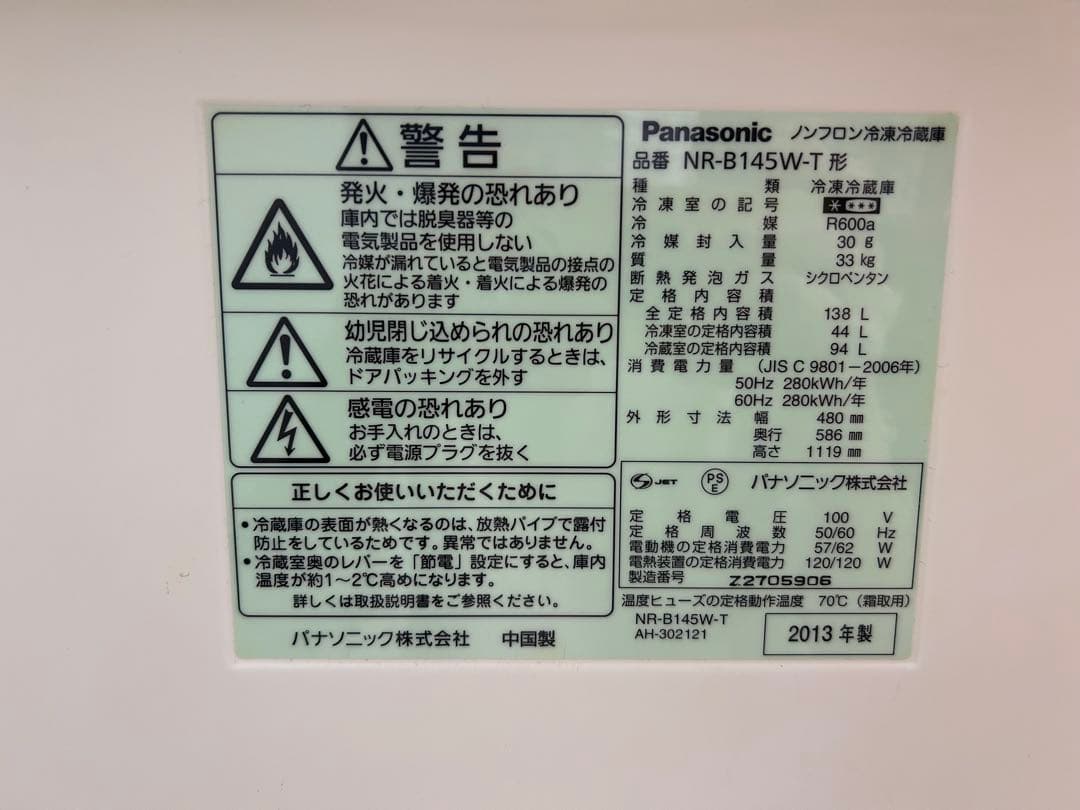 警告
発火・爆発の恐れあり
庫内では脱臭器等の
電気製品を使用しない
冷媒が漏れていると電気製品の接点の
火花による着火・着火による爆発の
恐れがあります
幼児閉じ込められの恐れあり
冷蔵庫をリサイクルするときは、
ドアパッキングを外す
感電の恐れあり
お手入れのときは、
必ず電源プラグを抜く
正しくお使いいただくために
・冷蔵庫の表面が熱くなるのは、放熱パイプで露付
防止をしているためです。異常ではありません。
・冷蔵室奥のレバーを「節電」設定にすると、庫内
温度が約1〜2℃高めになります。
詳しくは取扱説明書をご参照ください。
パナソニック株式会社 中国製
Panasonic ノンフロン冷凍冷蔵庫
品番 NR-B145W-T 形
種類 冷凍冷蔵庫
冷凍室の記号 * ***
冷媒 R600a
冷媒封入量 30 g
質量 33 kg
断熱発泡ガス シクロペンタン
定格内容積
全定格内容積 138 L
冷凍室の定格内容積 44 L
冷蔵室の定格内容積 94 L
消費電力量 (JIS C 9801-2006年)
50Hz 280kWh/年
60Hz 280kWh/年
外形寸法 幅 480 mm
奥行 586 mm
高さ 1119 mm
S JET PS E パナソニック株式会社
定格電圧 100 V
定格周波数 50/60 Hz
電動機の定格消費電力 57/62 W
電熱装置の定格消費電力 120/120 W
製造番号 Z2705906
温度ヒューズの定格動作温度 70℃(霜取用)
NR-B145W-T
AH-302121
2013 年製